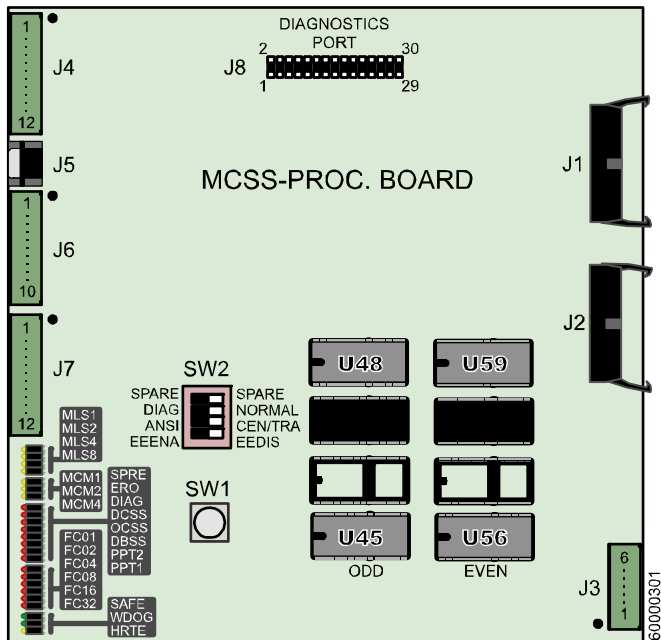 DIAGNOSTICS
PORT
2 30
J8
1 29
1
J4
12
J5
MCSS-PROC. BOARD
J1
1
J6
10
J2
1
J7
12
U48 U59
SW2
SPARE SPARE
DIAG NORMAL
ANSI CEN/TRA
EEENA EEDIS
MLS1
MLS2
MLS4
MLS8
MCM1
MCM2
MCM4
SPRE
ERO
DIAG
DCSS
OCSS
DBSS
PPT2
PPT1
SW1
U45 U56
ODD EVEN
FC01
FC02
FC04
FC08
FC16
FC32
SAFE
WDOG
HRTE
6
J3
1
60000301